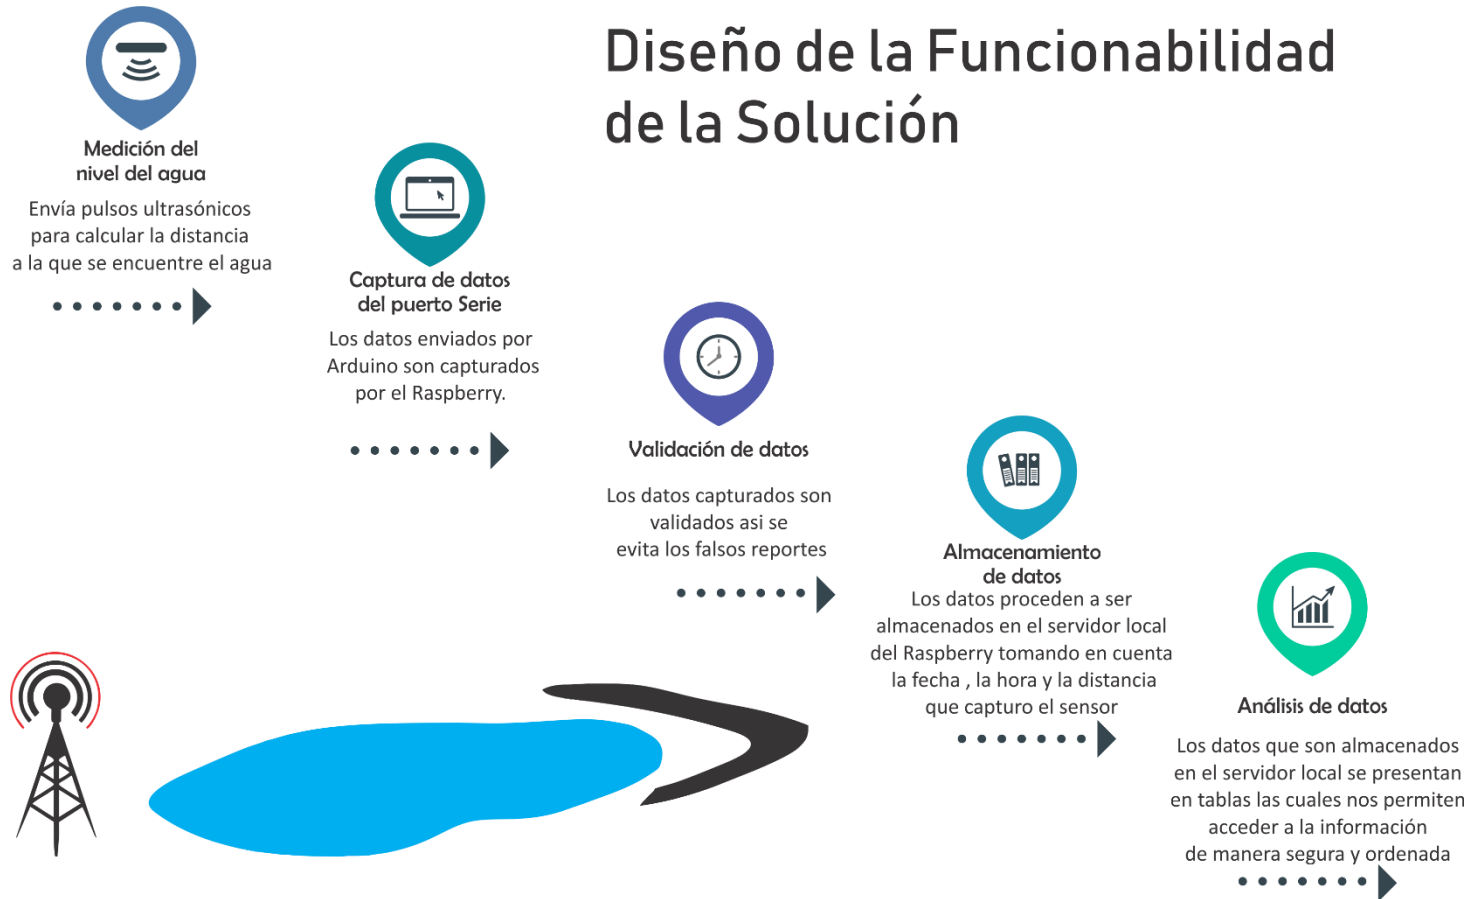 Diseño de la Funcionabilidad
de la Solución
Medición del
nivel del agua
Envía pulsos ultrasónicos
para calcular la distancia
a la que se encuentre el agua
Captura de datos
del puerto Serie
Los datos enviados por
Arduino son capturados
por el Raspberry.
Validación de datos
Los datos capturados son
validados asi se
evita los falsos reportes
Almacenamiento
de datos
Los datos proceden a ser
almacenados en el servidor local
del Raspberry tomando en cuenta
la fecha , la hora y la distancia
que capturo el sensor
Análisis de datos
Los datos que son almacenados
en el servidor local se presentan
en tablas las cuales nos permiten
acceder a la información
de manera segura y ordenada